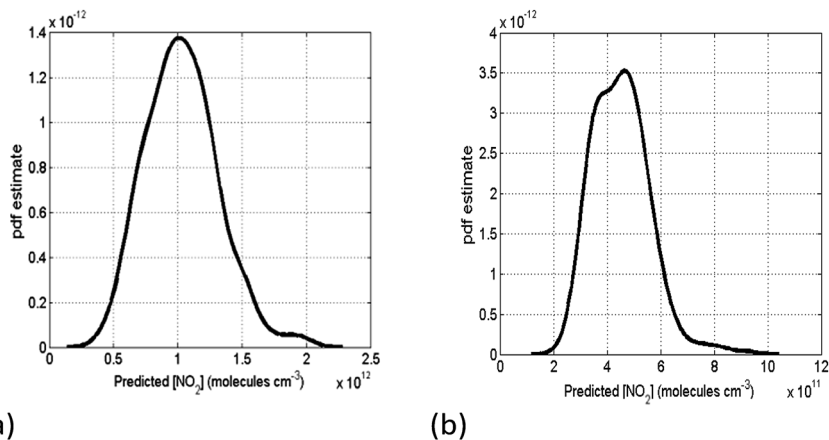 x 10^-12
1.4
1.2
1
0.8
0.6
0.4
0.2
0
pdf estimate
0 0.5 1 1.5 2 2.5
Predicted [NO_2] (molecules cm^-3) x 10^12
a)
x 10^-12
4
3.5
3
2.5
2
1.5
1
0.5
0
pdf estimate
0 2 4 6 8 10 12
Predicted [NO_2] (molecules cm^-3) x 10^11
(b)